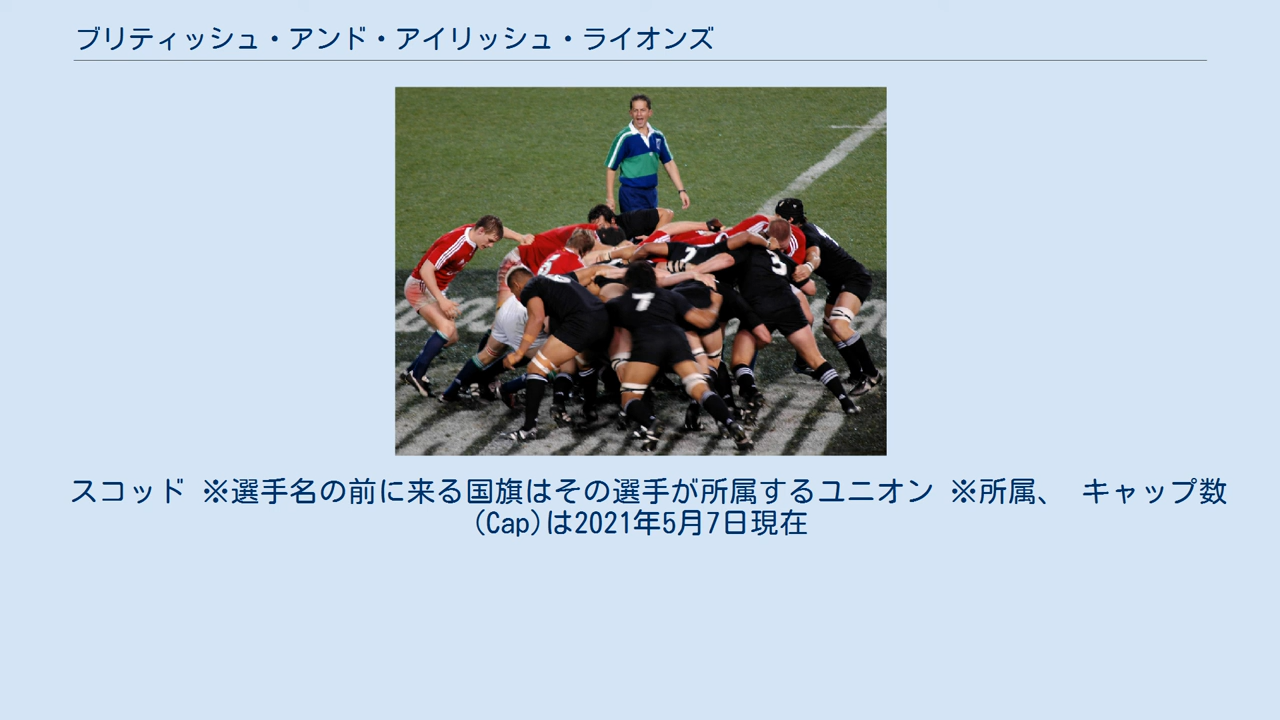 ブリティッシュ・アンド・アイリッシュ・ライオンズ
7
3
スコッド ※選手名の前に来る国旗はその選手が所属するユニオン ※所属、 キャップ数
(Cap)は2021年5月7日現在